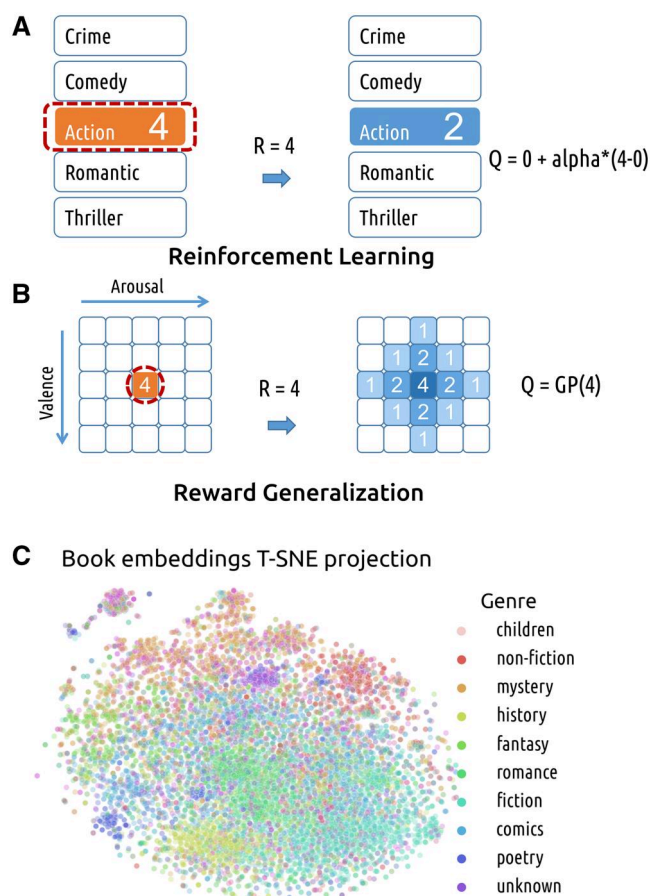 A
Crime
Comedy
Action 4
Romantic
Thriller
R = 4
Crime
Comedy
Action 2
Romantic
Thriller
Q = 0 + alpha*(4-0)
Reinforcement Learning
B
Arousal
Valence
4
R = 4
1
1 2 1
1 2 4 2 1
1 2 1
1
Q = GP(4)
Reward Generalization
C Book embeddings T-SNE projection
Genre
children
non-fiction
mystery
history
fantasy
romance
fiction
comics
poetry
unknown